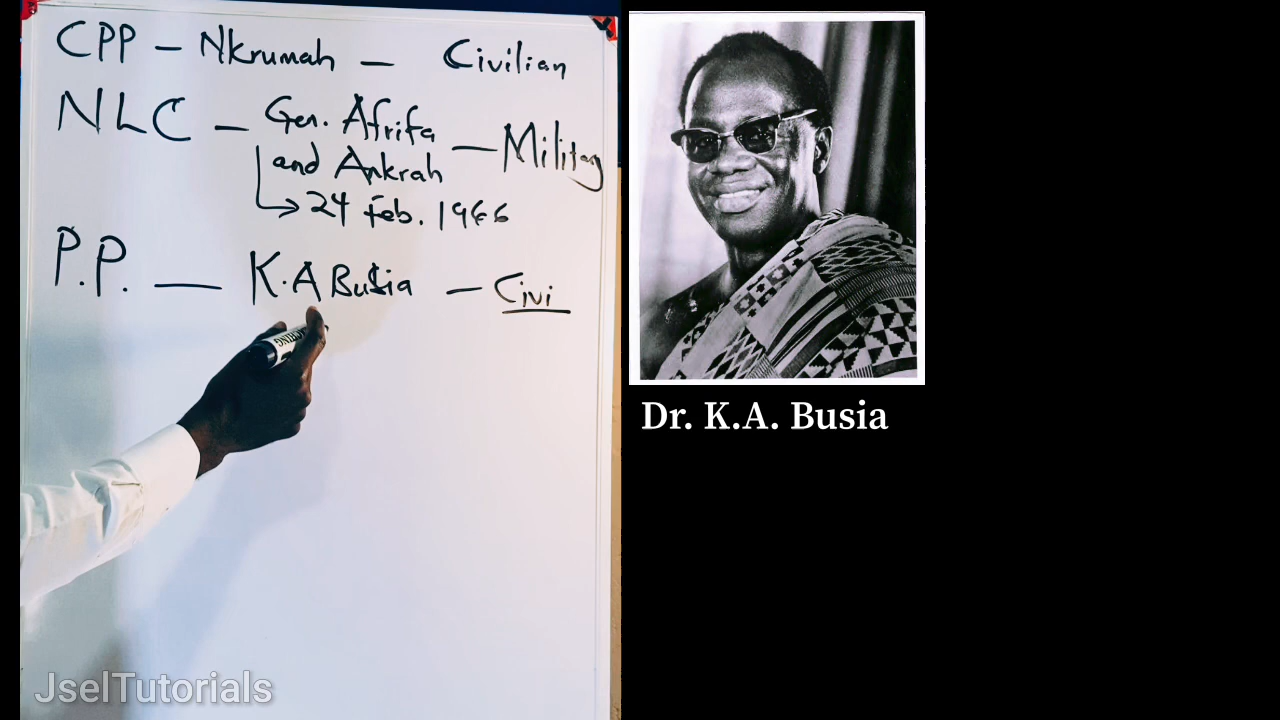 CPP – Nkrumah – Civilian
NLC – Gen. Afrifa and Ankrah – Military
↳ 24 Feb. 1966
P.P. — K.A Busia – Civi
Dr. K.A. Busia
JselTutorials